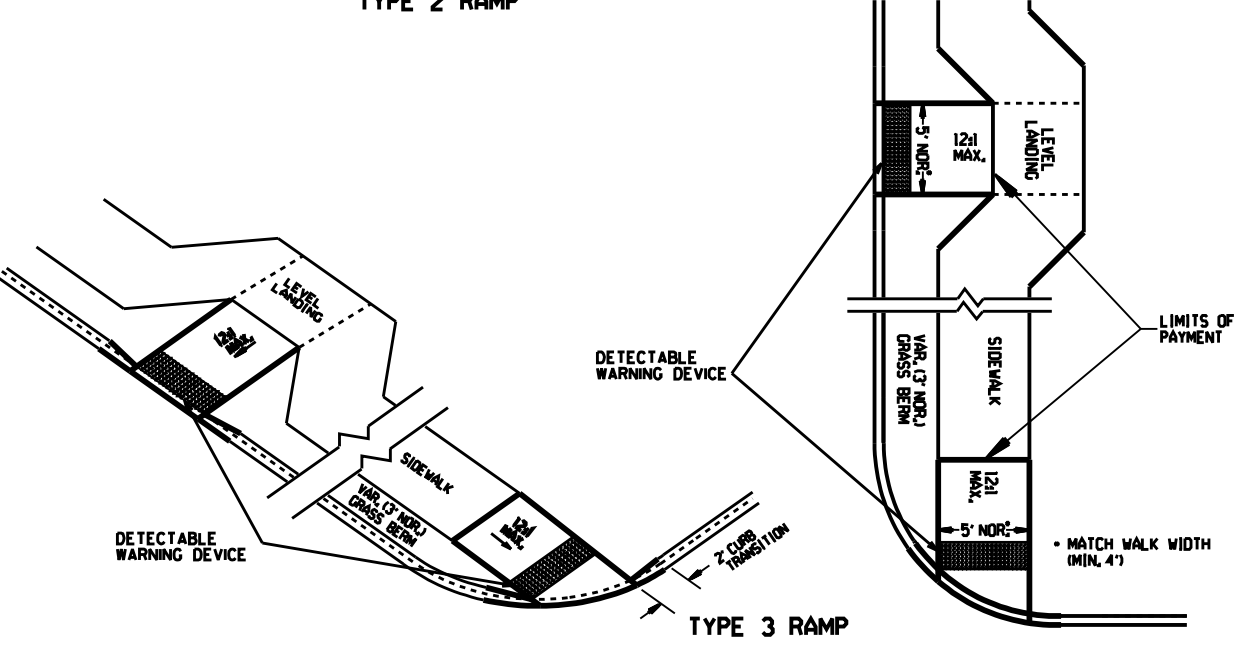 TYPE 2 RAMP
5' NOR.*
12:1
MAX.
LEVEL
LANDING
LEVEL
LANDING
12:1
MAX.
LIMITS OF
PAYMENT
DETECTABLE
WARNING DEVICE
VAR. (3' NOR.)
GRASS BERM
SIDEWALK
SIDEWALK
VAR. (3' NOR.)
GRASS BERM
12:1
MAX.
12:1
MAX.
5' NOR.*
DETECTABLE
WARNING DEVICE
2' CURB
TRANSITION
* MATCH WALK WIDTH
(MIN. 4')
TYPE 3 RAMP